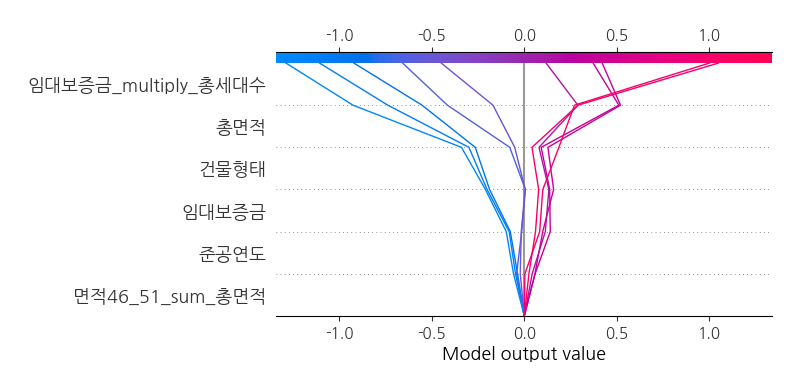 -1.0 -0.5 0.0 0.5 1.0
임대보증금_multiply_총세대수
총면적
건물형태
임대보증금
준공연도
면적46_51_sum_총면적
-1.0 -0.5 0.0 0.5 1.0
Model output value